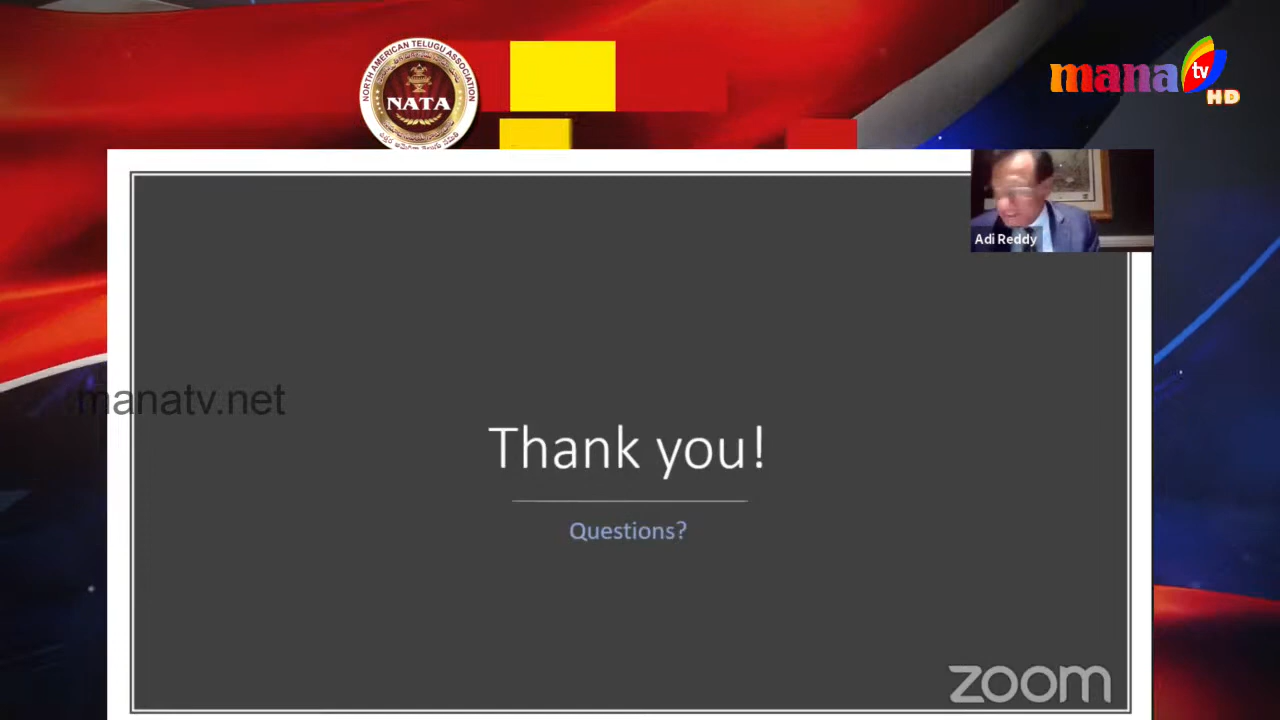 NORTH AMERICAN TELUGU ASSOCIATION
NATA
mana tv
HD
Adi Reddy
manatv.net
Thank you!
Questions?
zoom